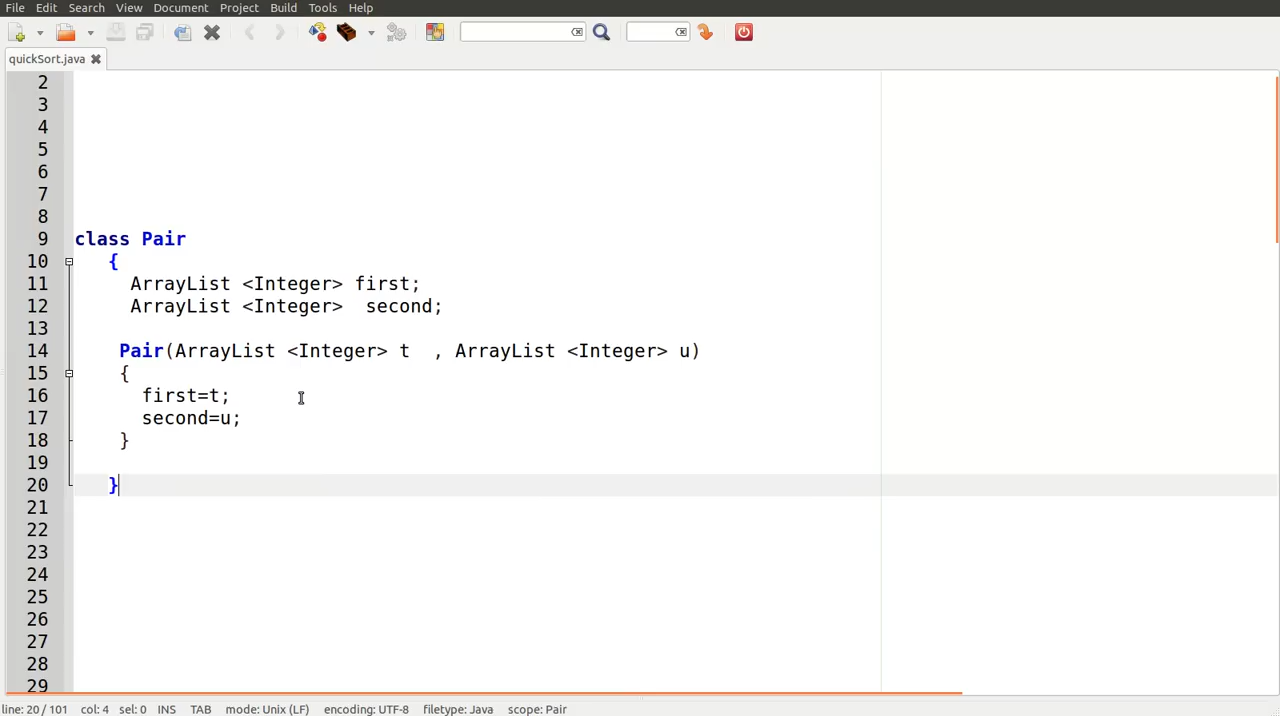 File Edit Search View Document Project Build Tools Help
quickSort.java
2
3
4
5
6
7
8
9 class Pair
10 {
11 ArrayList <Integer> first;
12 ArrayList <Integer>  second;
13
14 Pair(ArrayList <Integer> t  , ArrayList <Integer> u)
15 {
16 first=t;
17 second=u;
18 }
19
20 }
21
22
23
24
25
26
27
28
29
line: 20 / 101 col: 4 sel: 0 INS TAB mode: Unix (LF) encoding: UTF-8 filetype: Java scope: Pair